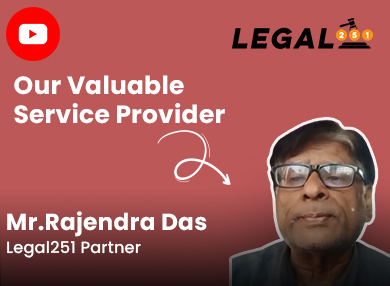 LEGAL 251
Our Valuable
Service Provider
Mr.Rajendra Das
Legal251 Partner